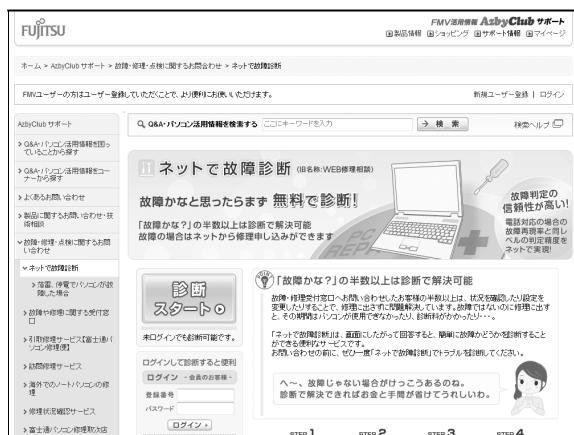 FUJITSU
FMV活用情報 AzbyClub サポート
製品情報 ショッピング サポート情報 マイページ
ホーム > AzbyClub サポート > 故障・修理・点検に関するお問合わせ > ネットで故障診断
FMVユーザーの方はユーザー登録していただくことで、より便利にお使いいただけます。
新規ユーザー登録 | ログイン
AzbyClub サポート
Q&A・パソコン活用情報を検索する ここにキーワードを入力 検索 検索ヘルプ
Q&A・パソコン活用情報を困っていることから探す
Q&A・パソコン活用情報をコーナーから探す
よくあるお問い合わせ
製品に関するお問い合わせ・技術相談
故障・修理・点検に関するお問い合わせ
ネットで故障診断
落雷、停電でパソコンが故障した場合
故障や修理に関する受付窓口
引取修理サービス【富士通パソコン修理便】
訪問修理サービス
海外でのノートパソコンの修理
修理状況確認サービス
富士通パソコン修理取次店
ネットで故障診断 (旧名称:WEB修理相談)
故障かなと思ったらまず 無料で診断!
「故障かな?」の半数以上は診断で解決可能
故障の場合はネットから修理申し込みができます
PC REPA
故障判定の
信頼性が高い!
電話対応の場合の
故障再現率と同レ
ベルの判定精度を
ネットで実現!
診断
スタート
未ログインでも診断可能です。
ログインして診断すると便利
ログイン -会員のお客様-
登録番号
パスワード
ログイン
「故障かな?」の半数以上は診断で解決可能
故障・修理受付窓口へお問い合わせしたお客様の半数以上は、状況を確認したり設定を
変更したりすることで、修理に出さずに問題解決しています。故障ではないのに修理に出す
と、その期間はパソコンが使用できなかったり、診断料がかかったり・・・。
「ネットで故障診断」は、画面にしたがって回答すると、簡単に故障かどうかを診断すること
ができる便利なサービスです。
お問い合わせの前に、ぜひ一度「ネットで故障診断」でトラブルを診断してください。
へ～、故障じゃない場合がけっこうあるのね。
診断で解決できればお金と手間が省けてうれしいわ。
STEP 1 STEP 2 STEP 3 STEP 4